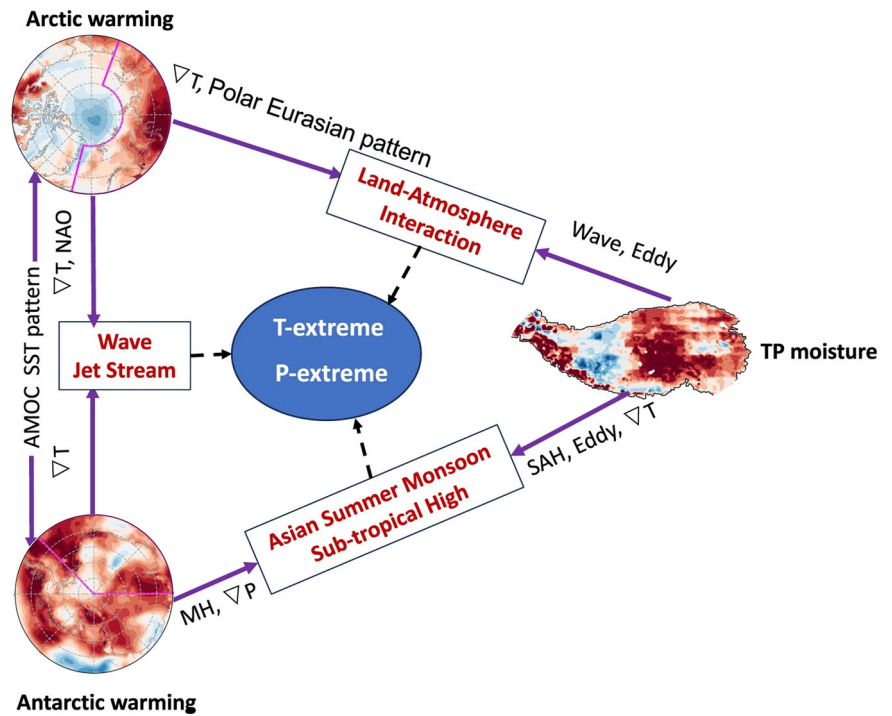 Arctic warming
▽T, Polar Eurasian pattern
Land-Atmosphere
Interaction
Wave, Eddy
▽T, NAO
AMOC SST pattern
Wave
Jet Stream
T-extreme
P-extreme
TP moisture
▽T
SAH, Eddy, ▽T
Asian Summer Monsoon
Sub-tropical High
MH, ▽P
Antarctic warming